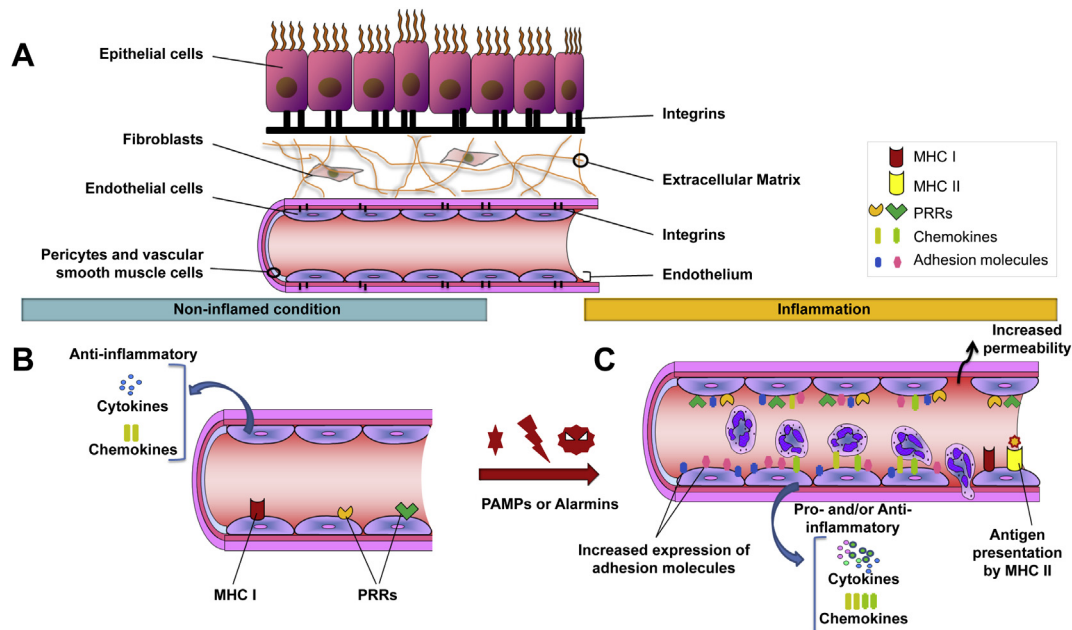 A
Epithelial cells
Fibroblasts
Endothelial cells
Pericytes and vascular
smooth muscle cells
Integrins
Extracellular Matrix
Integrins
Endothelium
MHC I
MHC II
PRRs
Chemokines
Adhesion molecules
Non-inflamed condition
Inflammation
B
Anti-inflammatory
Cytokines
Chemokines
MHC I
PRRs
PAMPs or Alarmins
C
Increased
permeability
Increased expression of
adhesion molecules
Pro- and/or Anti-
inflammatory
Cytokines
Chemokines
Antigen
presentation
by MHC II